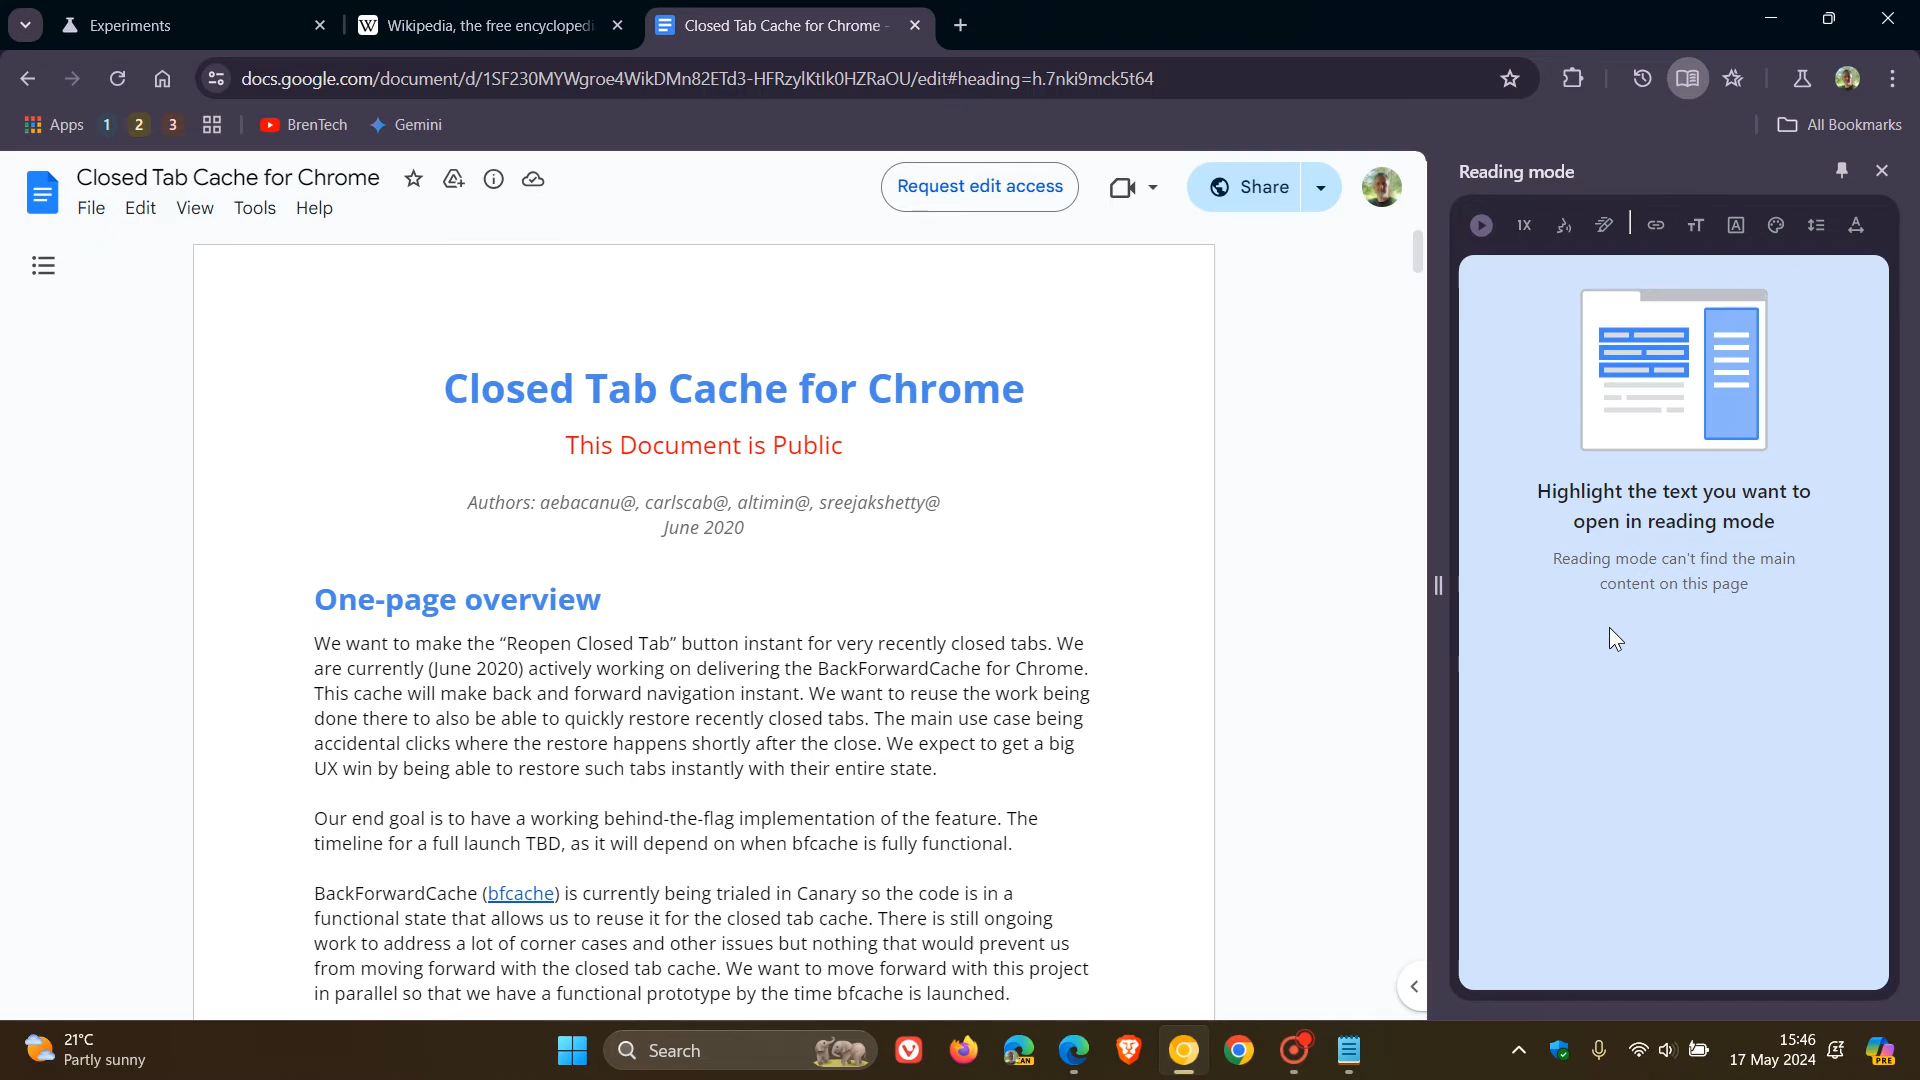 Experiments
Wikipedia, the free encyclopedi
Closed Tab Cache for Chrome -
docs.google.com/document/d/1SF230MYWgroe4WikDMn82ETd3-HFRzylKtIk0HZRaOU/edit#heading=h.7nki9mck5t64
Apps 1 2 3 BrenTech Gemini All Bookmarks
Closed Tab Cache for Chrome
File Edit View Tools Help
Request edit access
Share
Closed Tab Cache for Chrome
This Document is Public
Authors: aebacanu@, carlscab@, altimin@, sreejakshetty@
June 2020
One-page overview
We want to make the “Reopen Closed Tab” button instant for very recently closed tabs. We
are currently (June 2020) actively working on delivering the BackForwardCache for Chrome.
This cache will make back and forward navigation instant. We want to reuse the work being
done there to also be able to quickly restore recently closed tabs. The main use case being
accidental clicks where the restore happens shortly after the close. We expect to get a big
UX win by being able to restore such tabs instantly with their entire state.
Our end goal is to have a working behind-the-flag implementation of the feature. The
timeline for a full launch TBD, as it will depend on when bfcache is fully functional.
BackForwardCache (bfcache) is currently being trialed in Canary so the code is in a
functional state that allows us to reuse it for the closed tab cache. There is still ongoing
work to address a lot of corner cases and other issues but nothing that would prevent us
from moving forward with the closed tab cache. We want to move forward with this project
in parallel so that we have a functional prototype by the time bfcache is launched.
Reading mode
1X
Highlight the text you want to
open in reading mode
Reading mode can't find the main
content on this page
21°C
Partly sunny
Search
15:46
17 May 2024